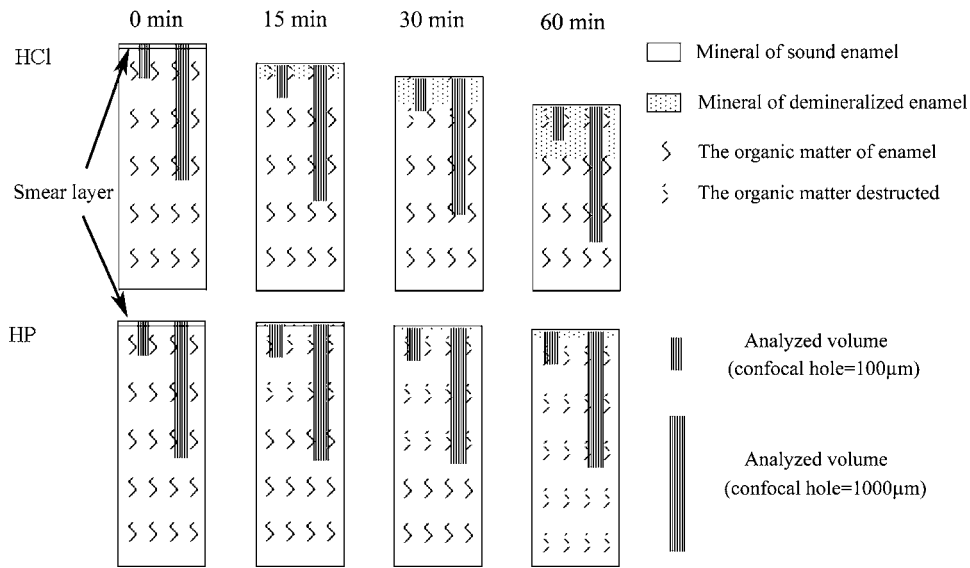 0 min
15 min
30 min
60 min
HCl
Mineral of sound enamel
Mineral of demineralized enamel
The organic matter of enamel
The organic matter destructed
Smear layer
HP
Analyzed volume
(confocal hole=100µm)
Analyzed volume
(confocal hole=1000µm)